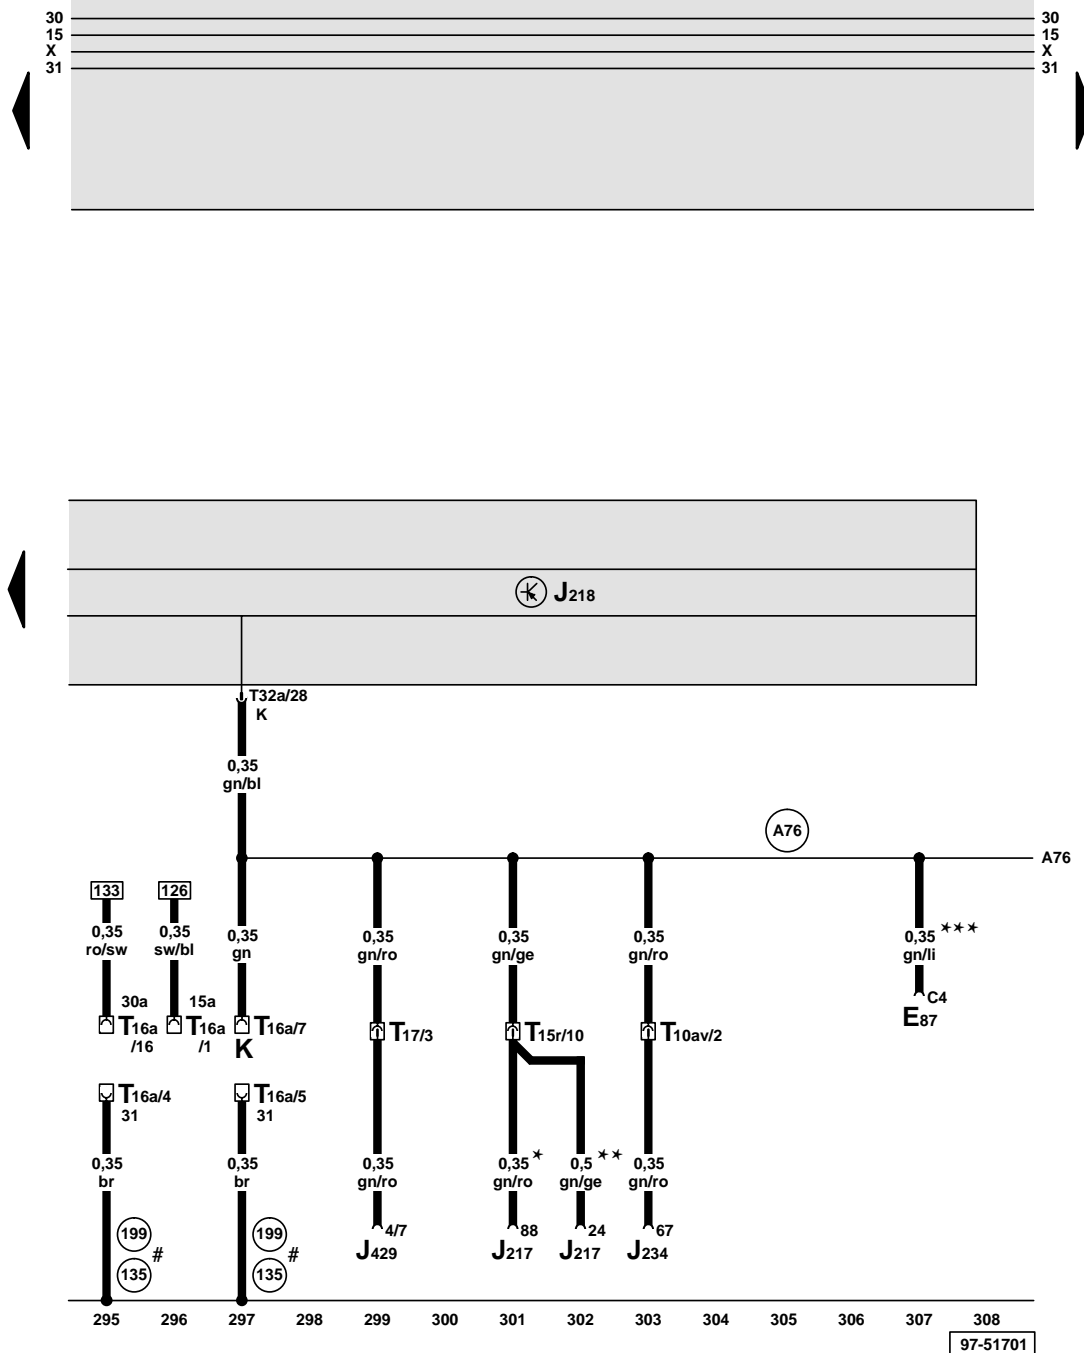 30 30
15 15
X X
31 31
J218
T32a/28
K
0,35
gn/bl
A76
A76
133 126
0,35 0,35 0,35 0,35 0,35 0,35 0,35 ★★★
ro/sw sw/bl gn gn/ro gn/ge gn/ro gn/li
30a 15a C4
T16a T16a T16a/7 T17/3 T15r/10 T10av/2 E87
/16 /1 K
T16a/4 T16a/5
31 31
0,35 0,35 0,35 0,35 ★ 0,5 ★★ 0,35
br br gn/ro gn/ro gn/ge gn/ro
199 199 4/7 88 24 67
# # J429 J217 J217 J234
135 135
295 296 297 298 299 300 301 302 303 304 305 306 307 308
97-51701